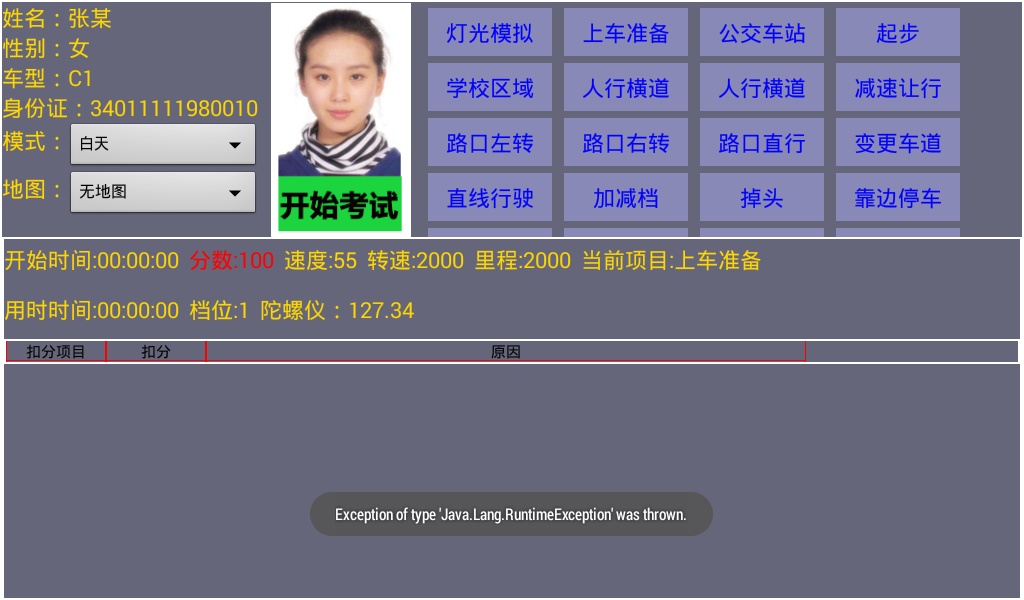 姓名：张某
性别：女
车型：C1
身份证：34011111980010
模式：
白天
地图：
无地图
开始考试
灯光模拟 上车准备 公交车站 起步
学校区域 人行横道 人行横道 减速让行
路口左转 路口右转 路口直行 变更车道
直线行驶 加减档 掉头 靠边停车
开始时间:00:00:00 分数:100 速度:55 转速:2000 里程:2000 当前项目:上车准备
用时时间:00:00:00 档位:1 陀螺仪：127.34
扣分项目 扣分 原因
Exception of type 'Java.Lang.RuntimeException' was thrown.